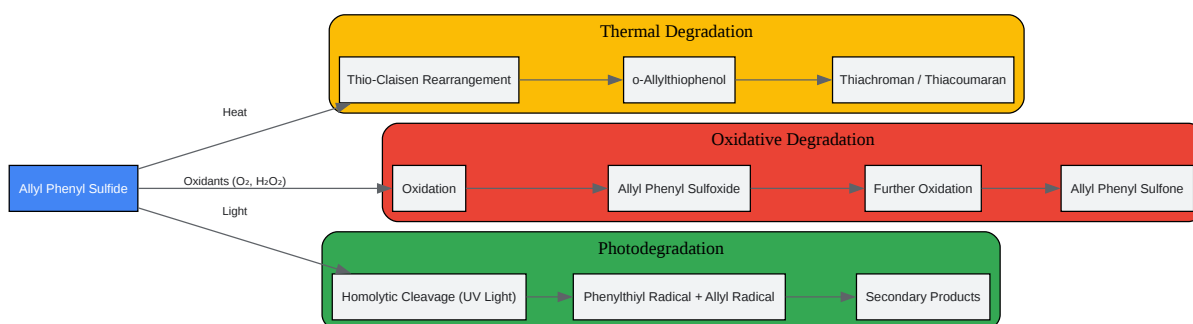 Thermal Degradation
Thio-Claisen Rearrangement
o-Allylthiophenol
Thiachroman / Thiacoumaran
Heat
Oxidative Degradation
Allyl Phenyl Sulfide
Oxidants (O₂, H₂O₂)
Oxidation
Allyl Phenyl Sulfoxide
Further Oxidation
Allyl Phenyl Sulfone
Light
Photodegradation
Homolytic Cleavage (UV Light)
Phenylthiyl Radical + Allyl Radical
Secondary Products